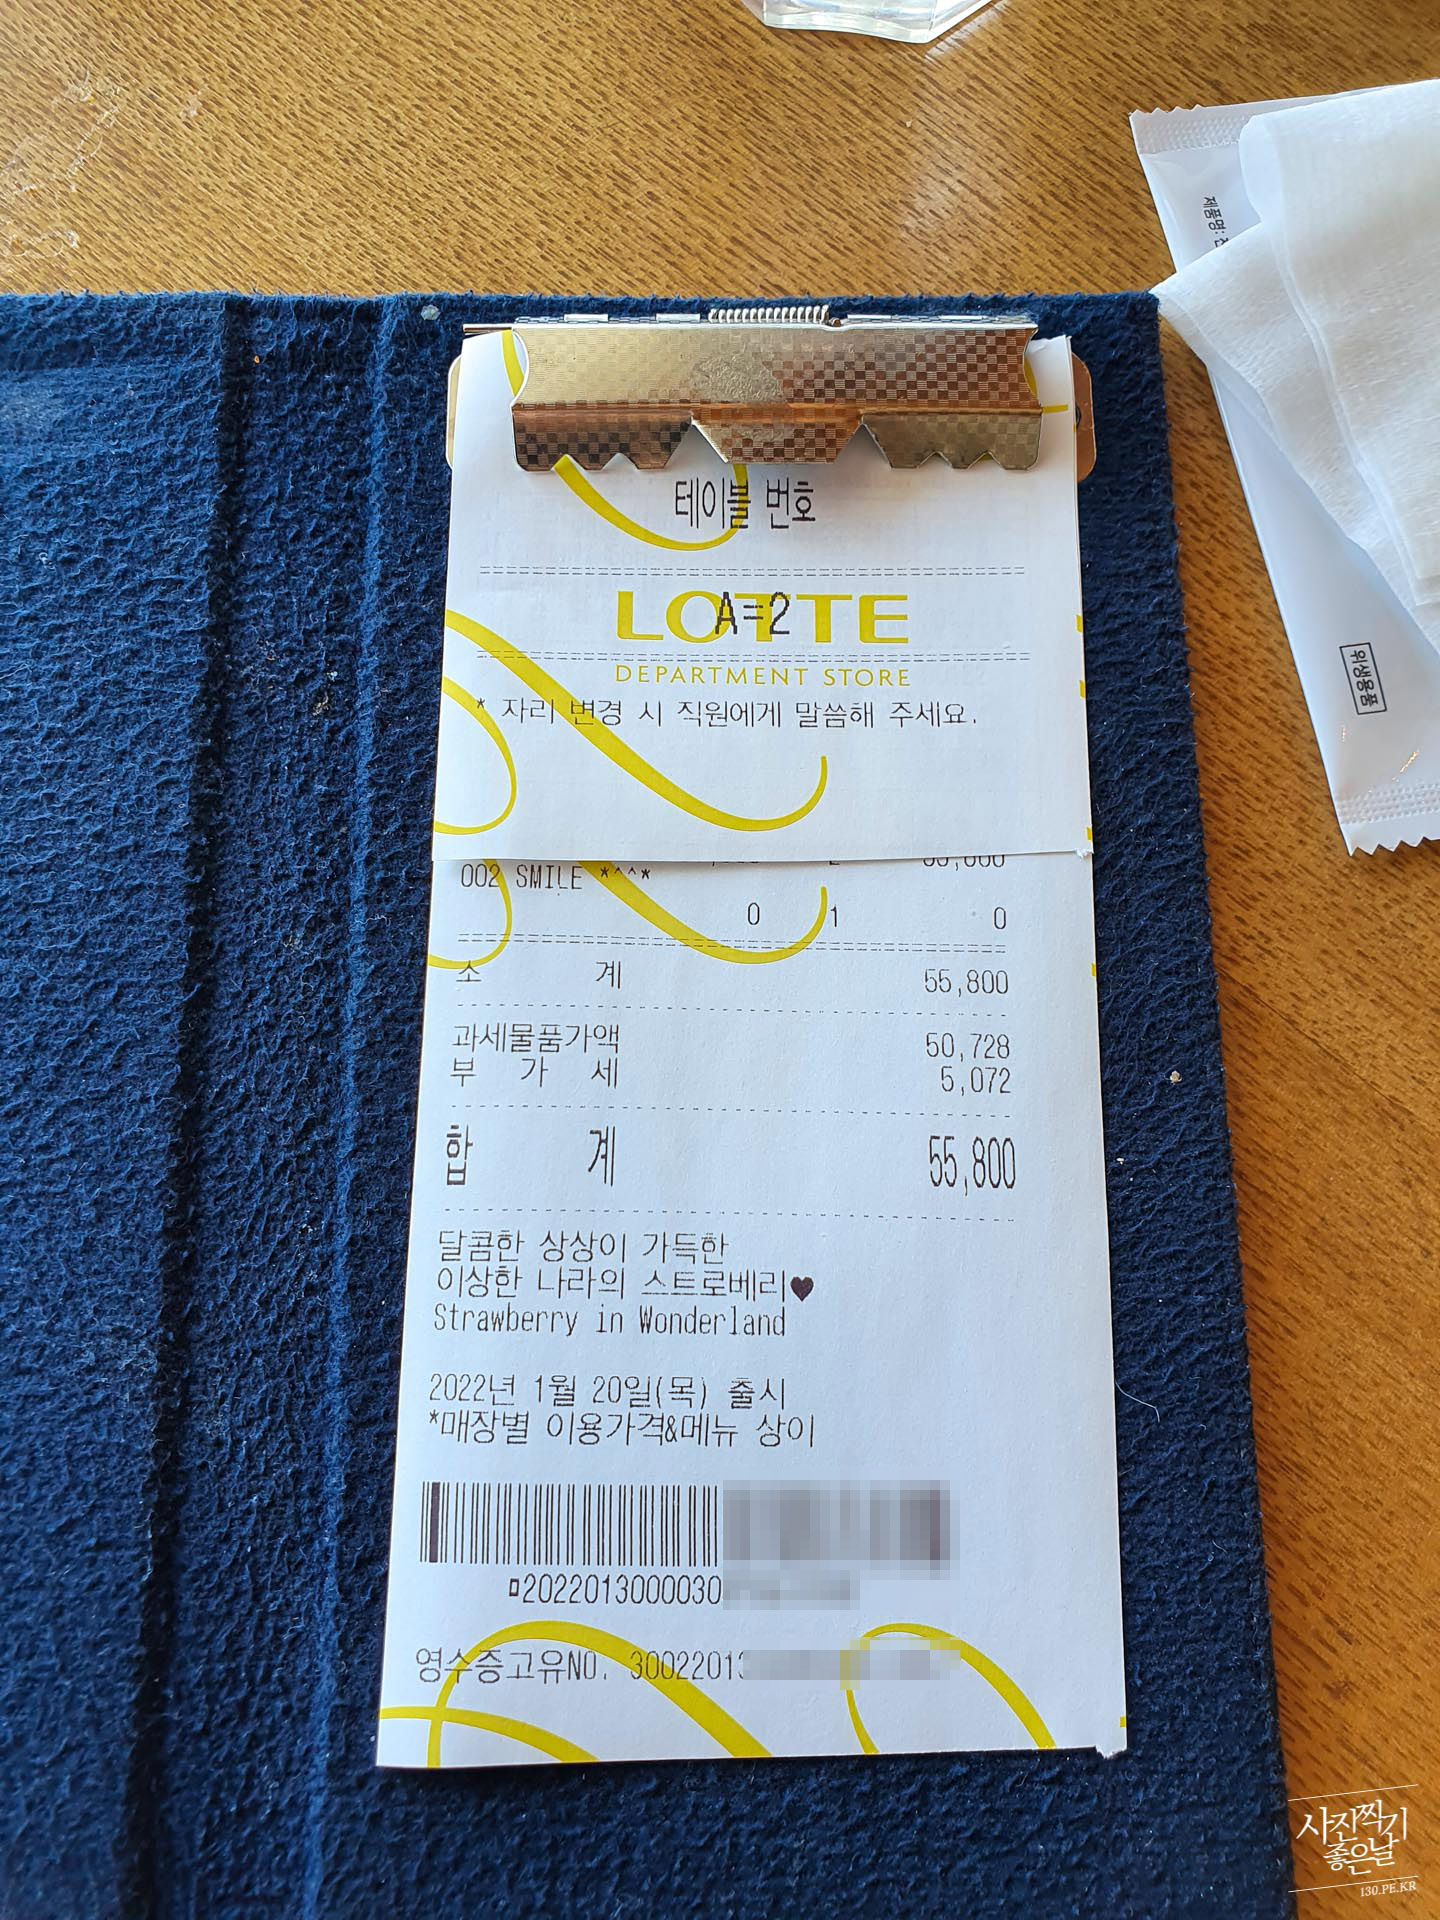 테이블 번호
LOTTE
A=2
DEPARTMENT STORE
* 자리 변경 시 직원에게 말씀해 주세요.
002 SMILE *^^*
0 1 0
소 계 55,800
과세물품가액 50,728
부 가 세 5,072
합 계 55,800
달콤한 상상이 가득한
이상한 나라의 스트로베리♥
Strawberry in Wonderland
2022년 1월 20일(목) 출시
*매장별 이용가격&메뉴 상이
2022013000030
영수증고유NO. 30022013
제품명:
위생용품
사진찍기
좋은날
130.PE.KR